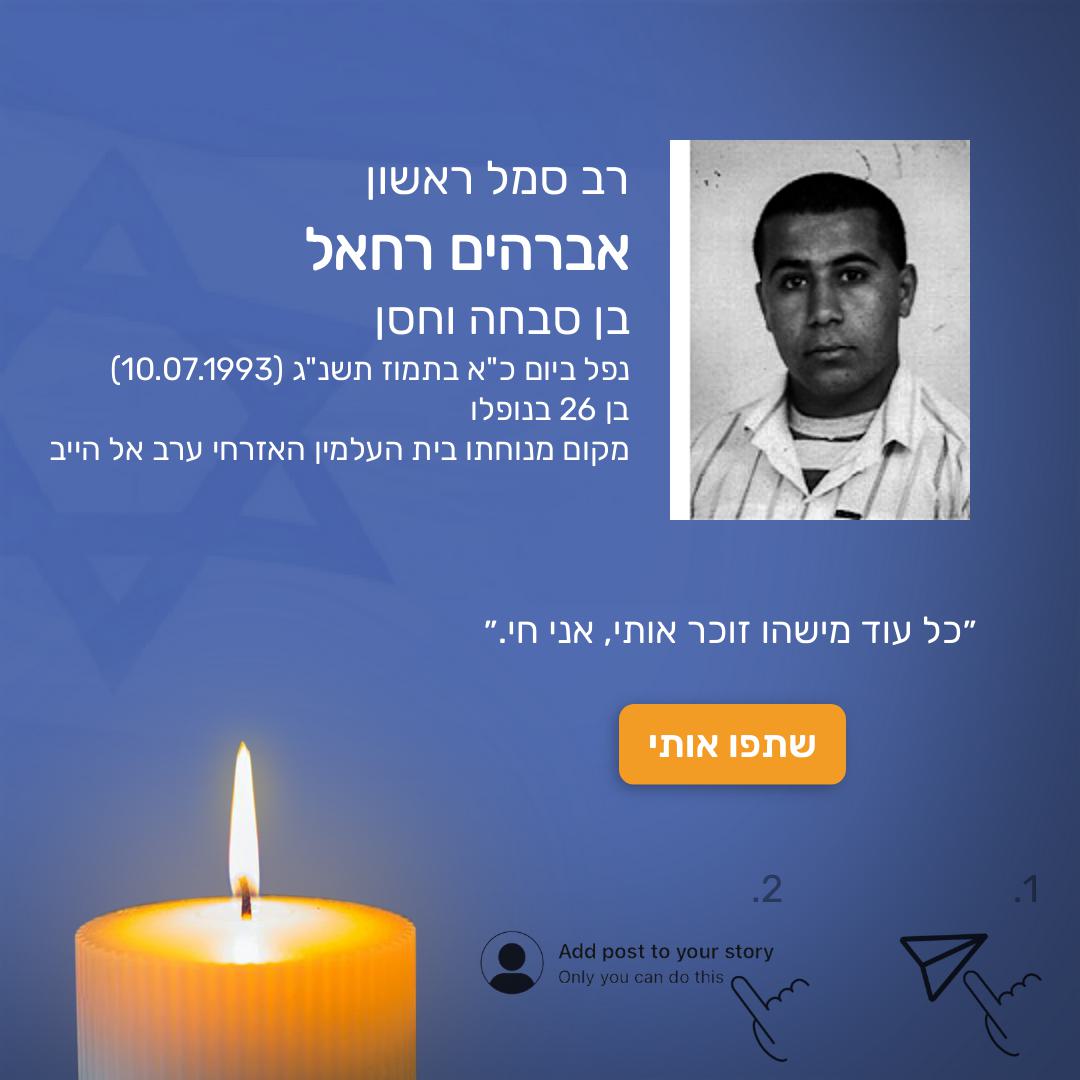 רב סמל ראשון
אברהים רחאל
בן סבחה וחסן
נפל ביום כ"א בתמוז תשנ"ג (10.07.1993)
בן 26 בנופלו
מקום מנוחתו בית העלמין האזרחי ערב אל הייב
״כל עוד מישהו זוכר אותי, אני חי.״
שתפו אותי
1.
2.
Add post to your story
Only you can do this